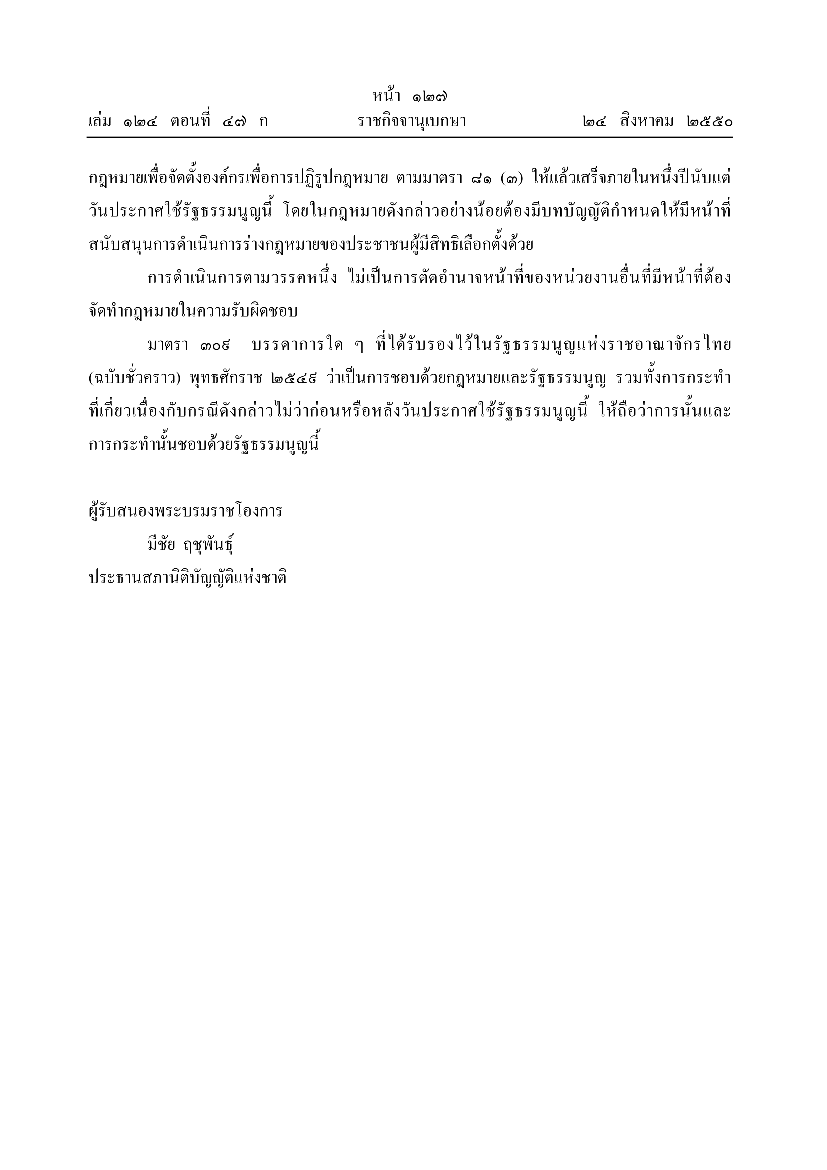 หน้า ๑๒๗
เล่ม ๑๒๔ ตอนที่ ๔๗ ก ราชกิจจานุเบกษา ๒๔ สิงหาคม ๒๕๕๐
กฎหมายเพื่อจัดตั้งองค์กรเพื่อการปฏิรูปกฎหมาย ตามมาตรา ๘๑ (๓) ให้แล้วเสร็จภายในหนึ่งปีนับแต่
วันประกาศใช้รัฐธรรมนูญนี้ โดยในกฎหมายดังกล่าวอย่างน้อยต้องมีบทบัญญัติกำหนดให้มีหน้าที่
สนับสนุนการดำเนินการร่างกฎหมายของประชาชนผู้มีสิทธิเลือกตั้งด้วย
การดำเนินการตามวรรคหนึ่ง ไม่เป็นการตัดอำนาจหน้าที่ของหน่วยงานอื่นที่มีหน้าที่ต้อง
จัดทำกฎหมายในความรับผิดชอบ
มาตรา ๓๐๙ บรรดาการใด ๆ ที่ได้รับรองไว้ในรัฐธรรมนูญแห่งราชอาณาจักรไทย
(ฉบับชั่วคราว) พุทธศักราช ๒๕๔๙ ว่าเป็นการชอบด้วยกฎหมายและรัฐธรรมนูญ รวมทั้งการกระทำ
ที่เกี่ยวเนื่องกับกรณีดังกล่าวไม่ว่าก่อนหรือหลังวันประกาศใช้รัฐธรรมนูญนี้ ให้ถือว่าการนั้นและ
การกระทำนั้นชอบด้วยรัฐธรรมนูญนี้
ผู้รับสนองพระบรมราชโองการ
มีชัย ฤชุพันธุ์
ประธานสภานิติบัญญัติแห่งชาติ